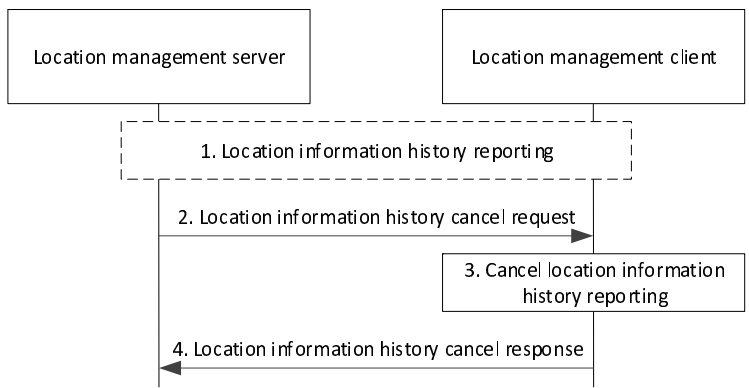 Location management server
Location management client
1. Location information history reporting
2. Location information history cancel request
3. Cancel location information
history reporting
4. Location information history cancel response